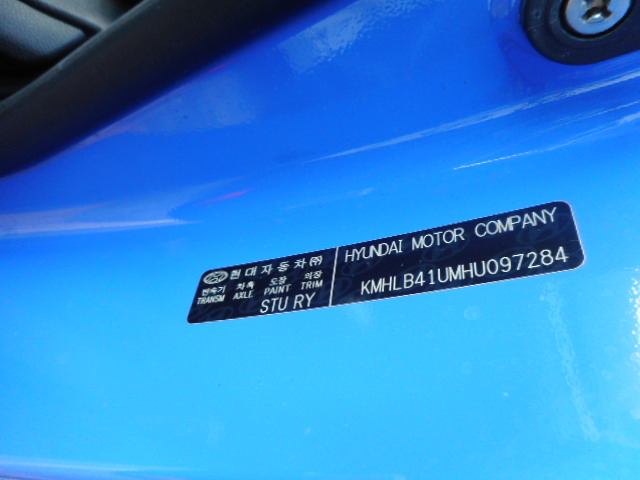 현대자동차㈜
변속기 차축 도장 의장
TRANSM AXLE PAINT TRIM
STU RY
HYUNDAI MOTOR COMPANY
KMHLB41UMHU097284